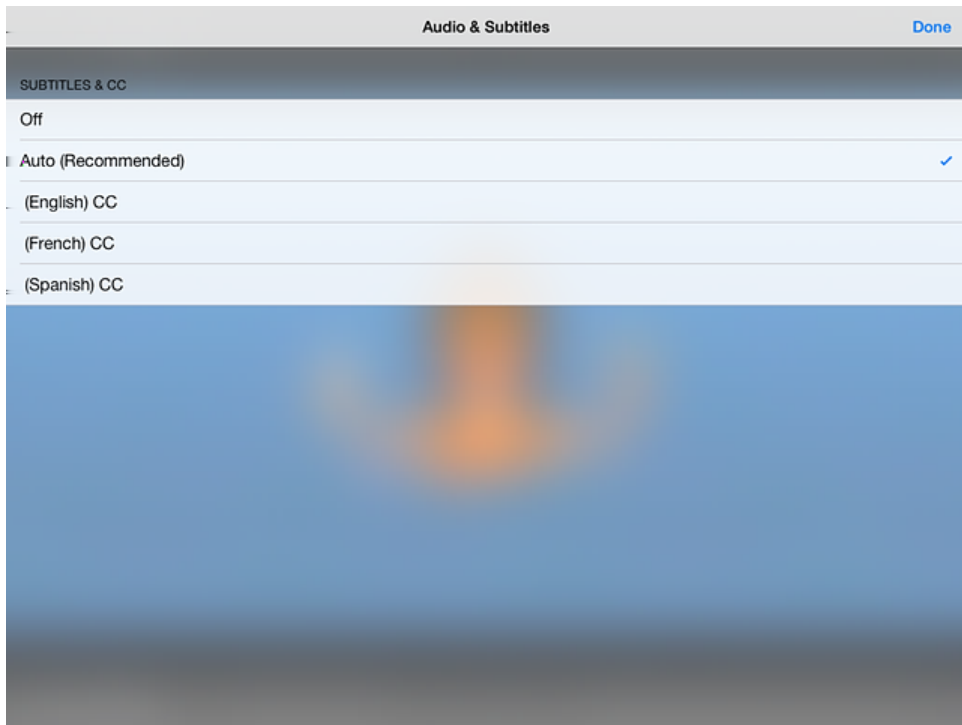 Audio & Subtitles
Done
SUBTITLES & CC
Off
Auto (Recommended)
(English) CC
(French) CC
(Spanish) CC